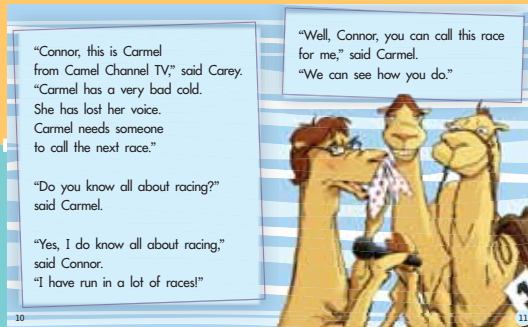 “Connor, this is Carmel
from Camel Channel TV,” said Carey.
“Carmel has a very bad cold.
She has lost her voice.
Carmel needs someone
to call the next race.”
“Do you know all about racing?”
said Carmel.
“Yes, I do know all about racing,”
said Connor.
“I have run in a lot of races!”
10
“Well, Connor, you can call this race
for me,” said Carmel.
“We can see how you do.”
11